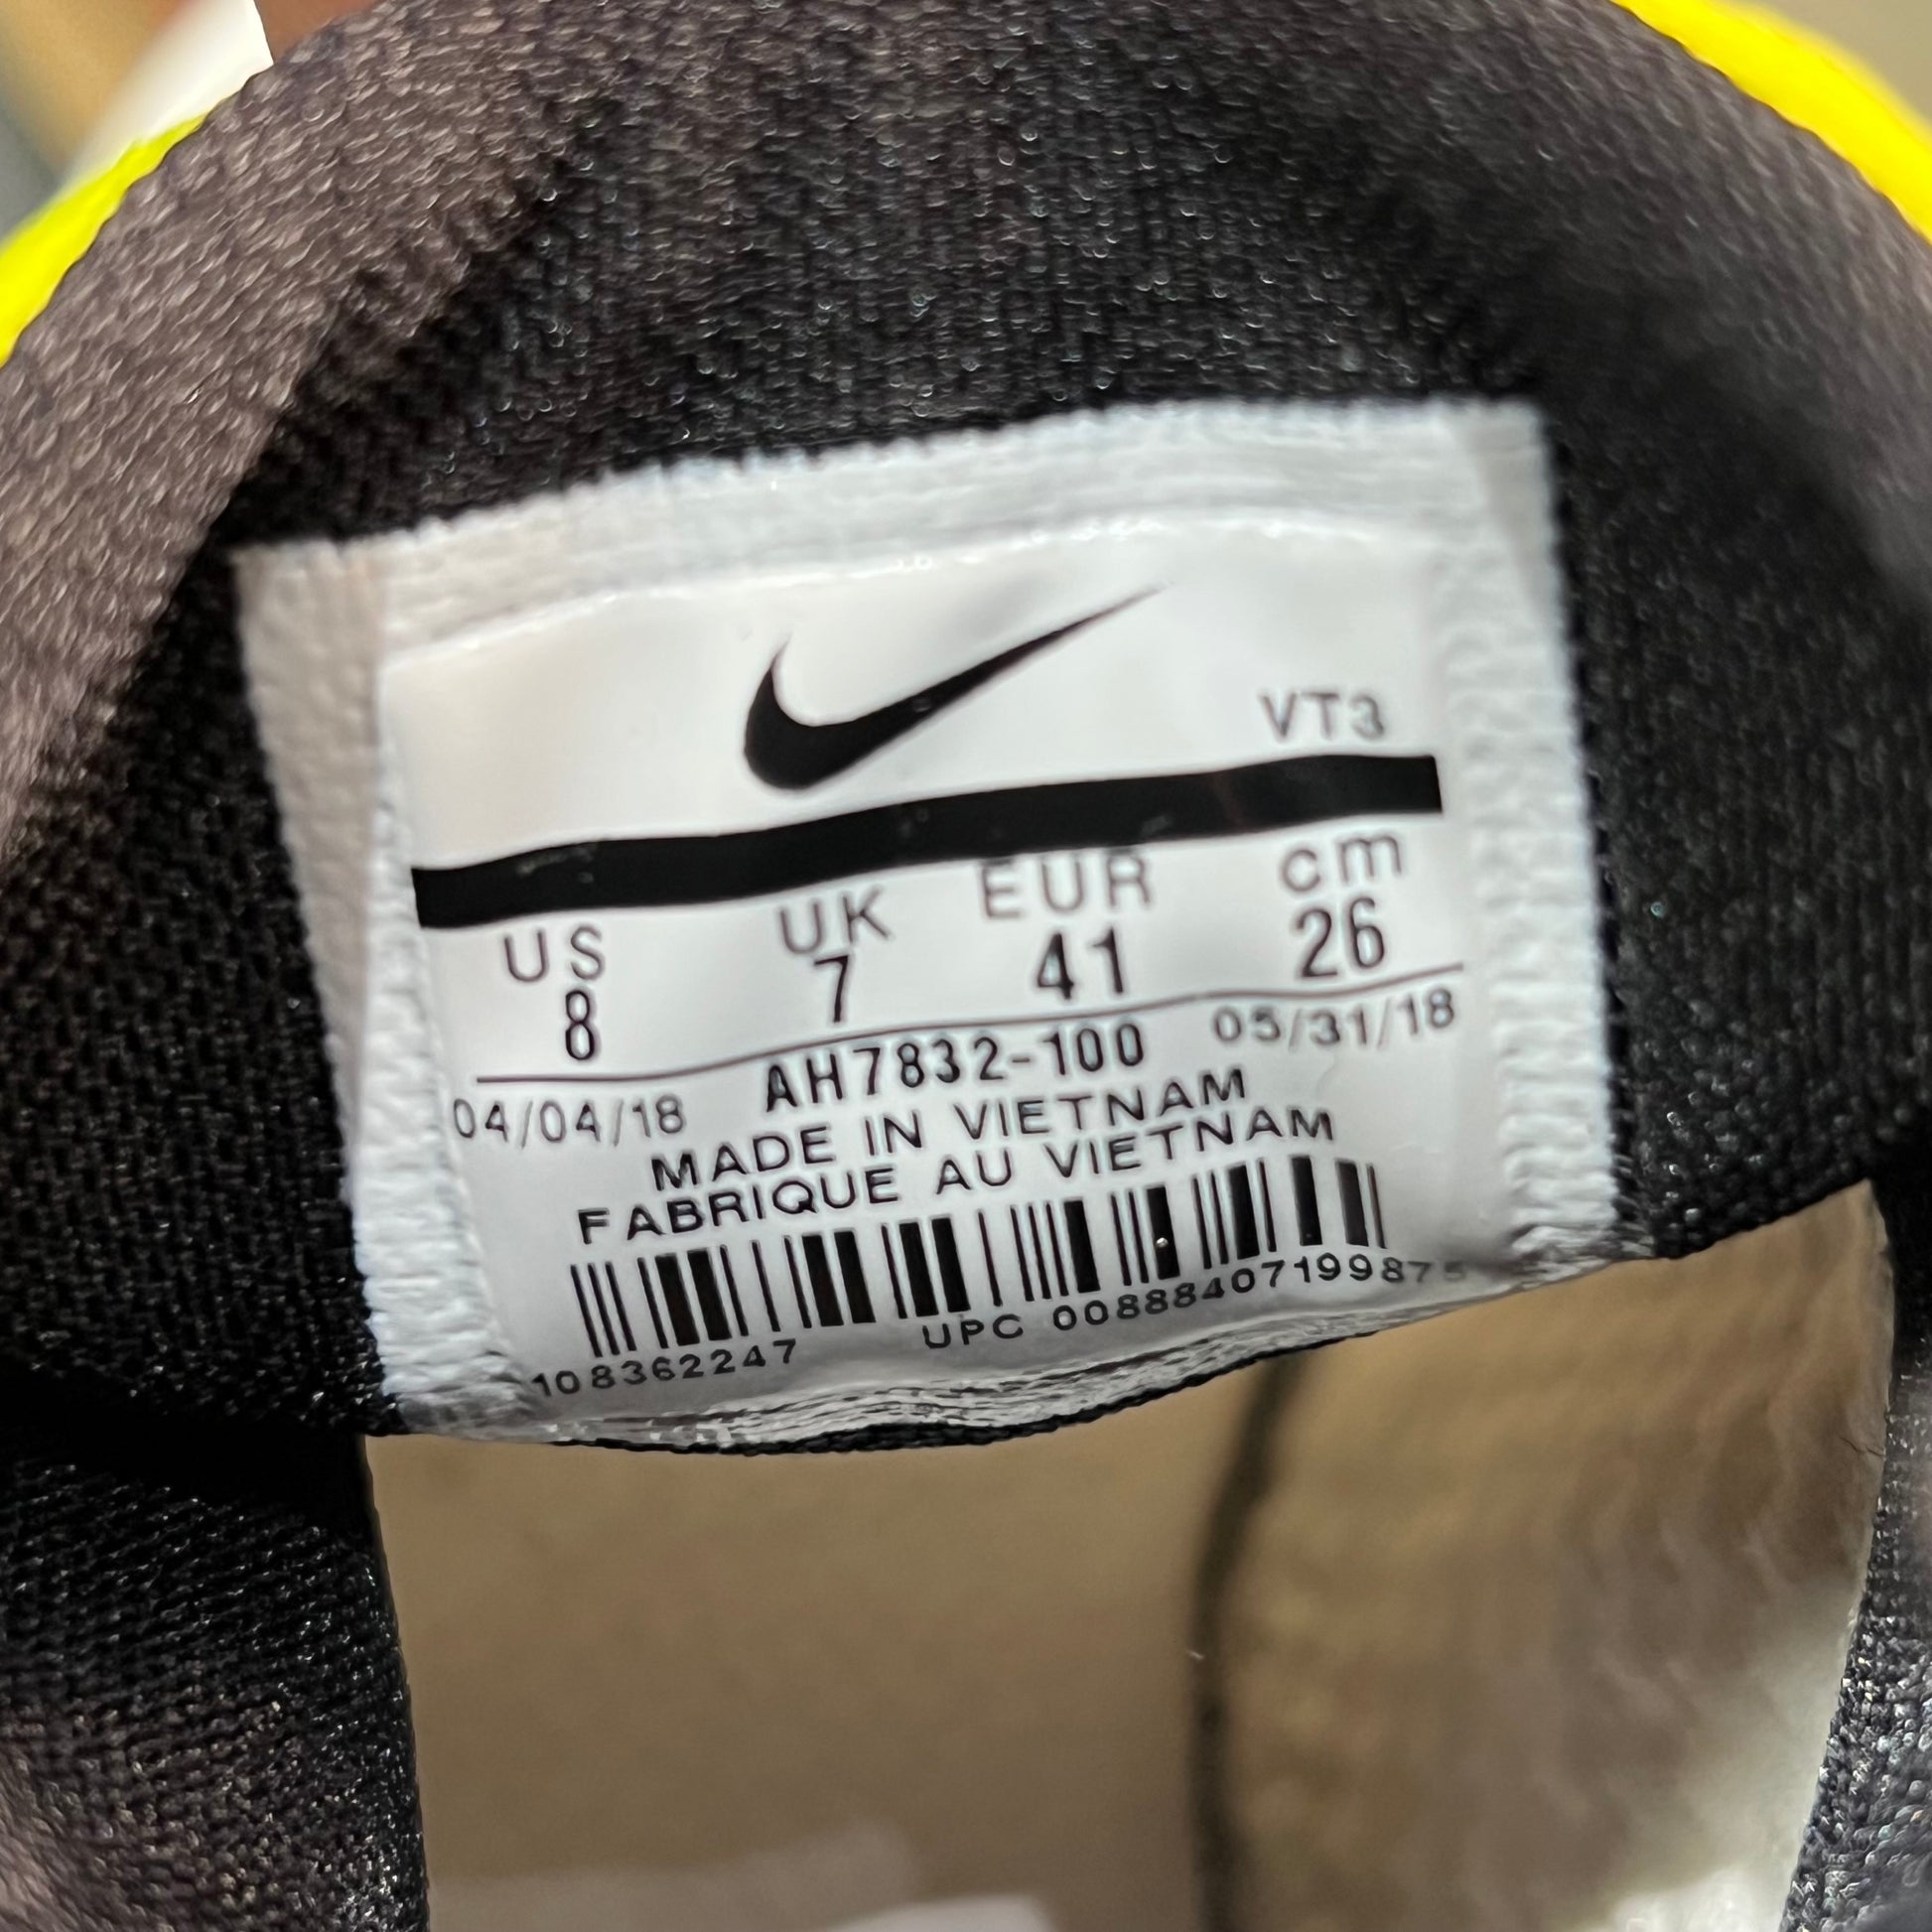 VT3
US UK EUR cm
8 7 41 26
04/04/18 AH7832-100 05/31/18
MADE IN VIETNAM
FABRIQUE AU VIETNAM
108362247 UPC 00888407199875